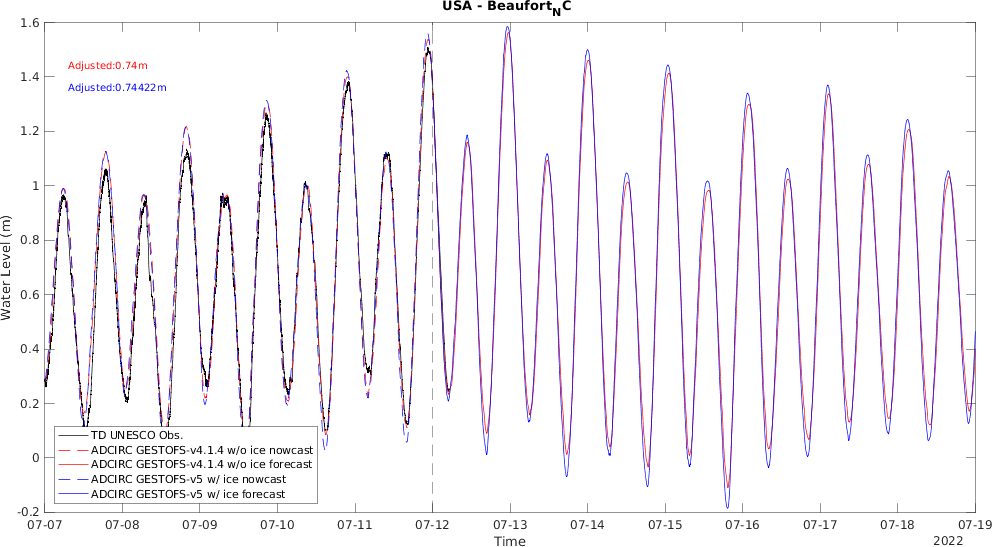 USA - BeaufortNC
Adjusted:0.74m
Adjusted:0.74422m
Water Level (m)
1.6
1.4
1.2
1
0.8
0.6
0.4
0.2
0
-0.2
TD UNESCO Obs.
ADCIRC GESTOFS-v4.1.4 w/o ice nowcast
ADCIRC GESTOFS-v4.1.4 w/o ice forecast
ADCIRC GESTOFS-v5 w/ ice nowcast
ADCIRC GESTOFS-v5 w/ ice forecast
07-07 07-08 07-09 07-10 07-11 07-12 07-13 07-14 07-15 07-16 07-17 07-18 07-19
Time
2022